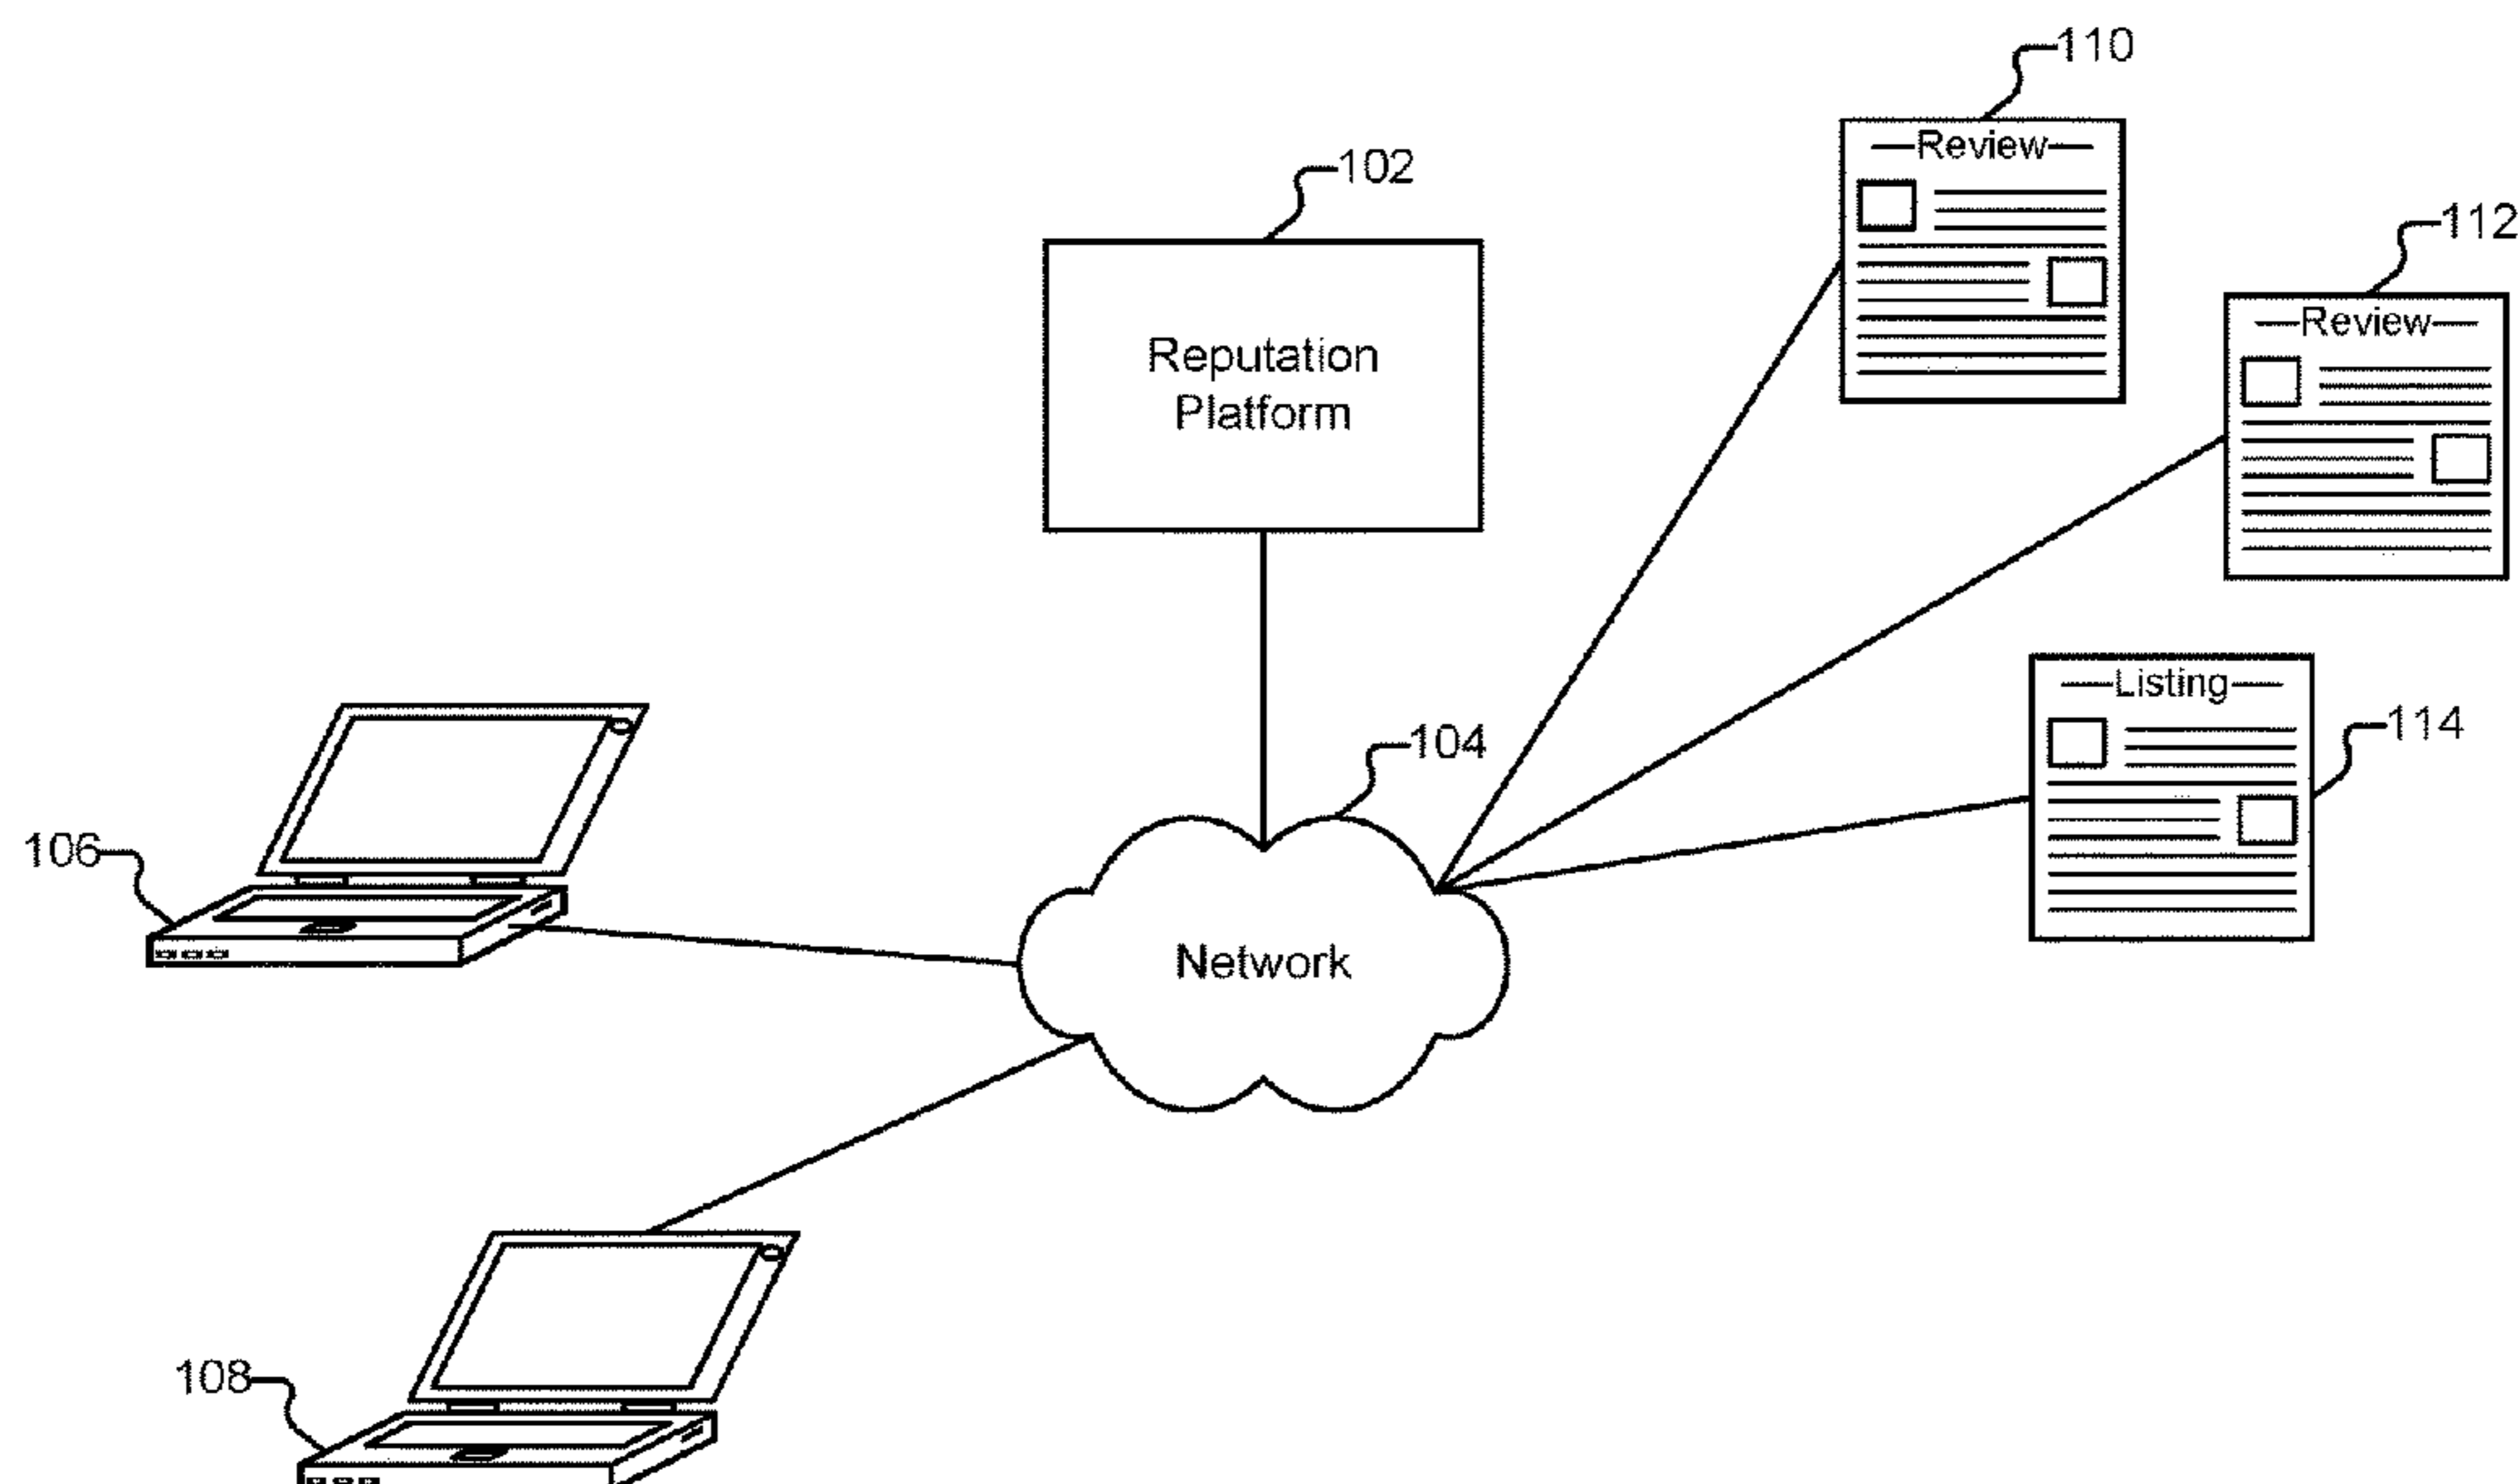 110
Review
102
112
Review
Reputation
Platform
Listing
114
104
106
Network
108